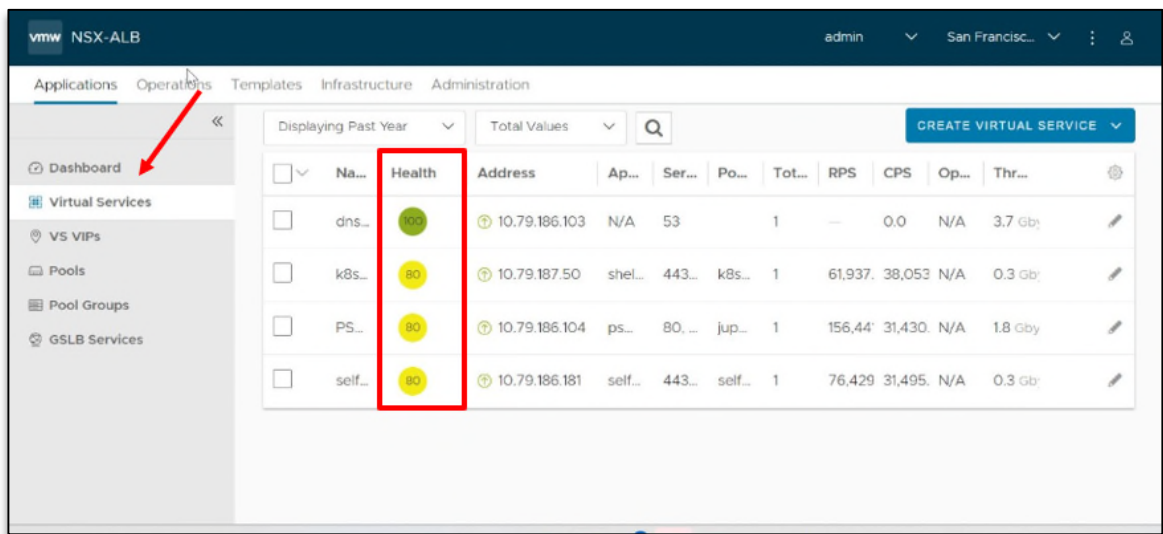 vmw NSX-ALB admin San Francisc...
Applications Operations Templates Infrastructure Administration
Displaying Past Year Total Values CREATE VIRTUAL SERVICE
Dashboard
Virtual Services
VS VIPs
Pools
Pool Groups
GSLB Services
Na... Health Address Ap... Ser... Po... Tot... RPS CPS Op... Thr...
dns... 100 10.79.186.103 N/A 53 1 — 0.0 N/A 3.7 Gby
k8s... 80 10.79.187.50 shel... 443... k8s... 1 61,937. 38,053 N/A 0.3 Gby
PS... 80 10.79.186.104 ps... 80, ... jup... 1 156,44 31,430. N/A 1.8 Gby
self... 80 10.79.186.181 self... 443... self... 1 76,429 31,495. N/A 0.3 Gby